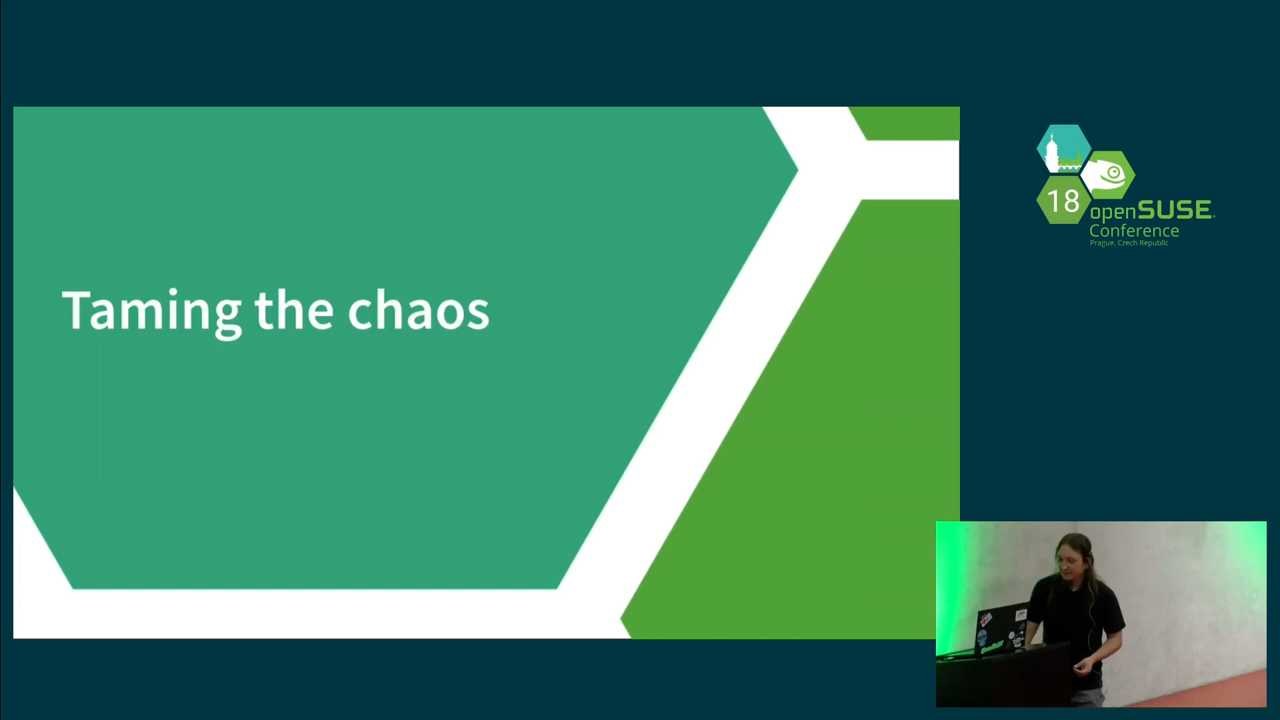 Taming the chaos
18
openSUSE
Conference
Prague, Czech Republic